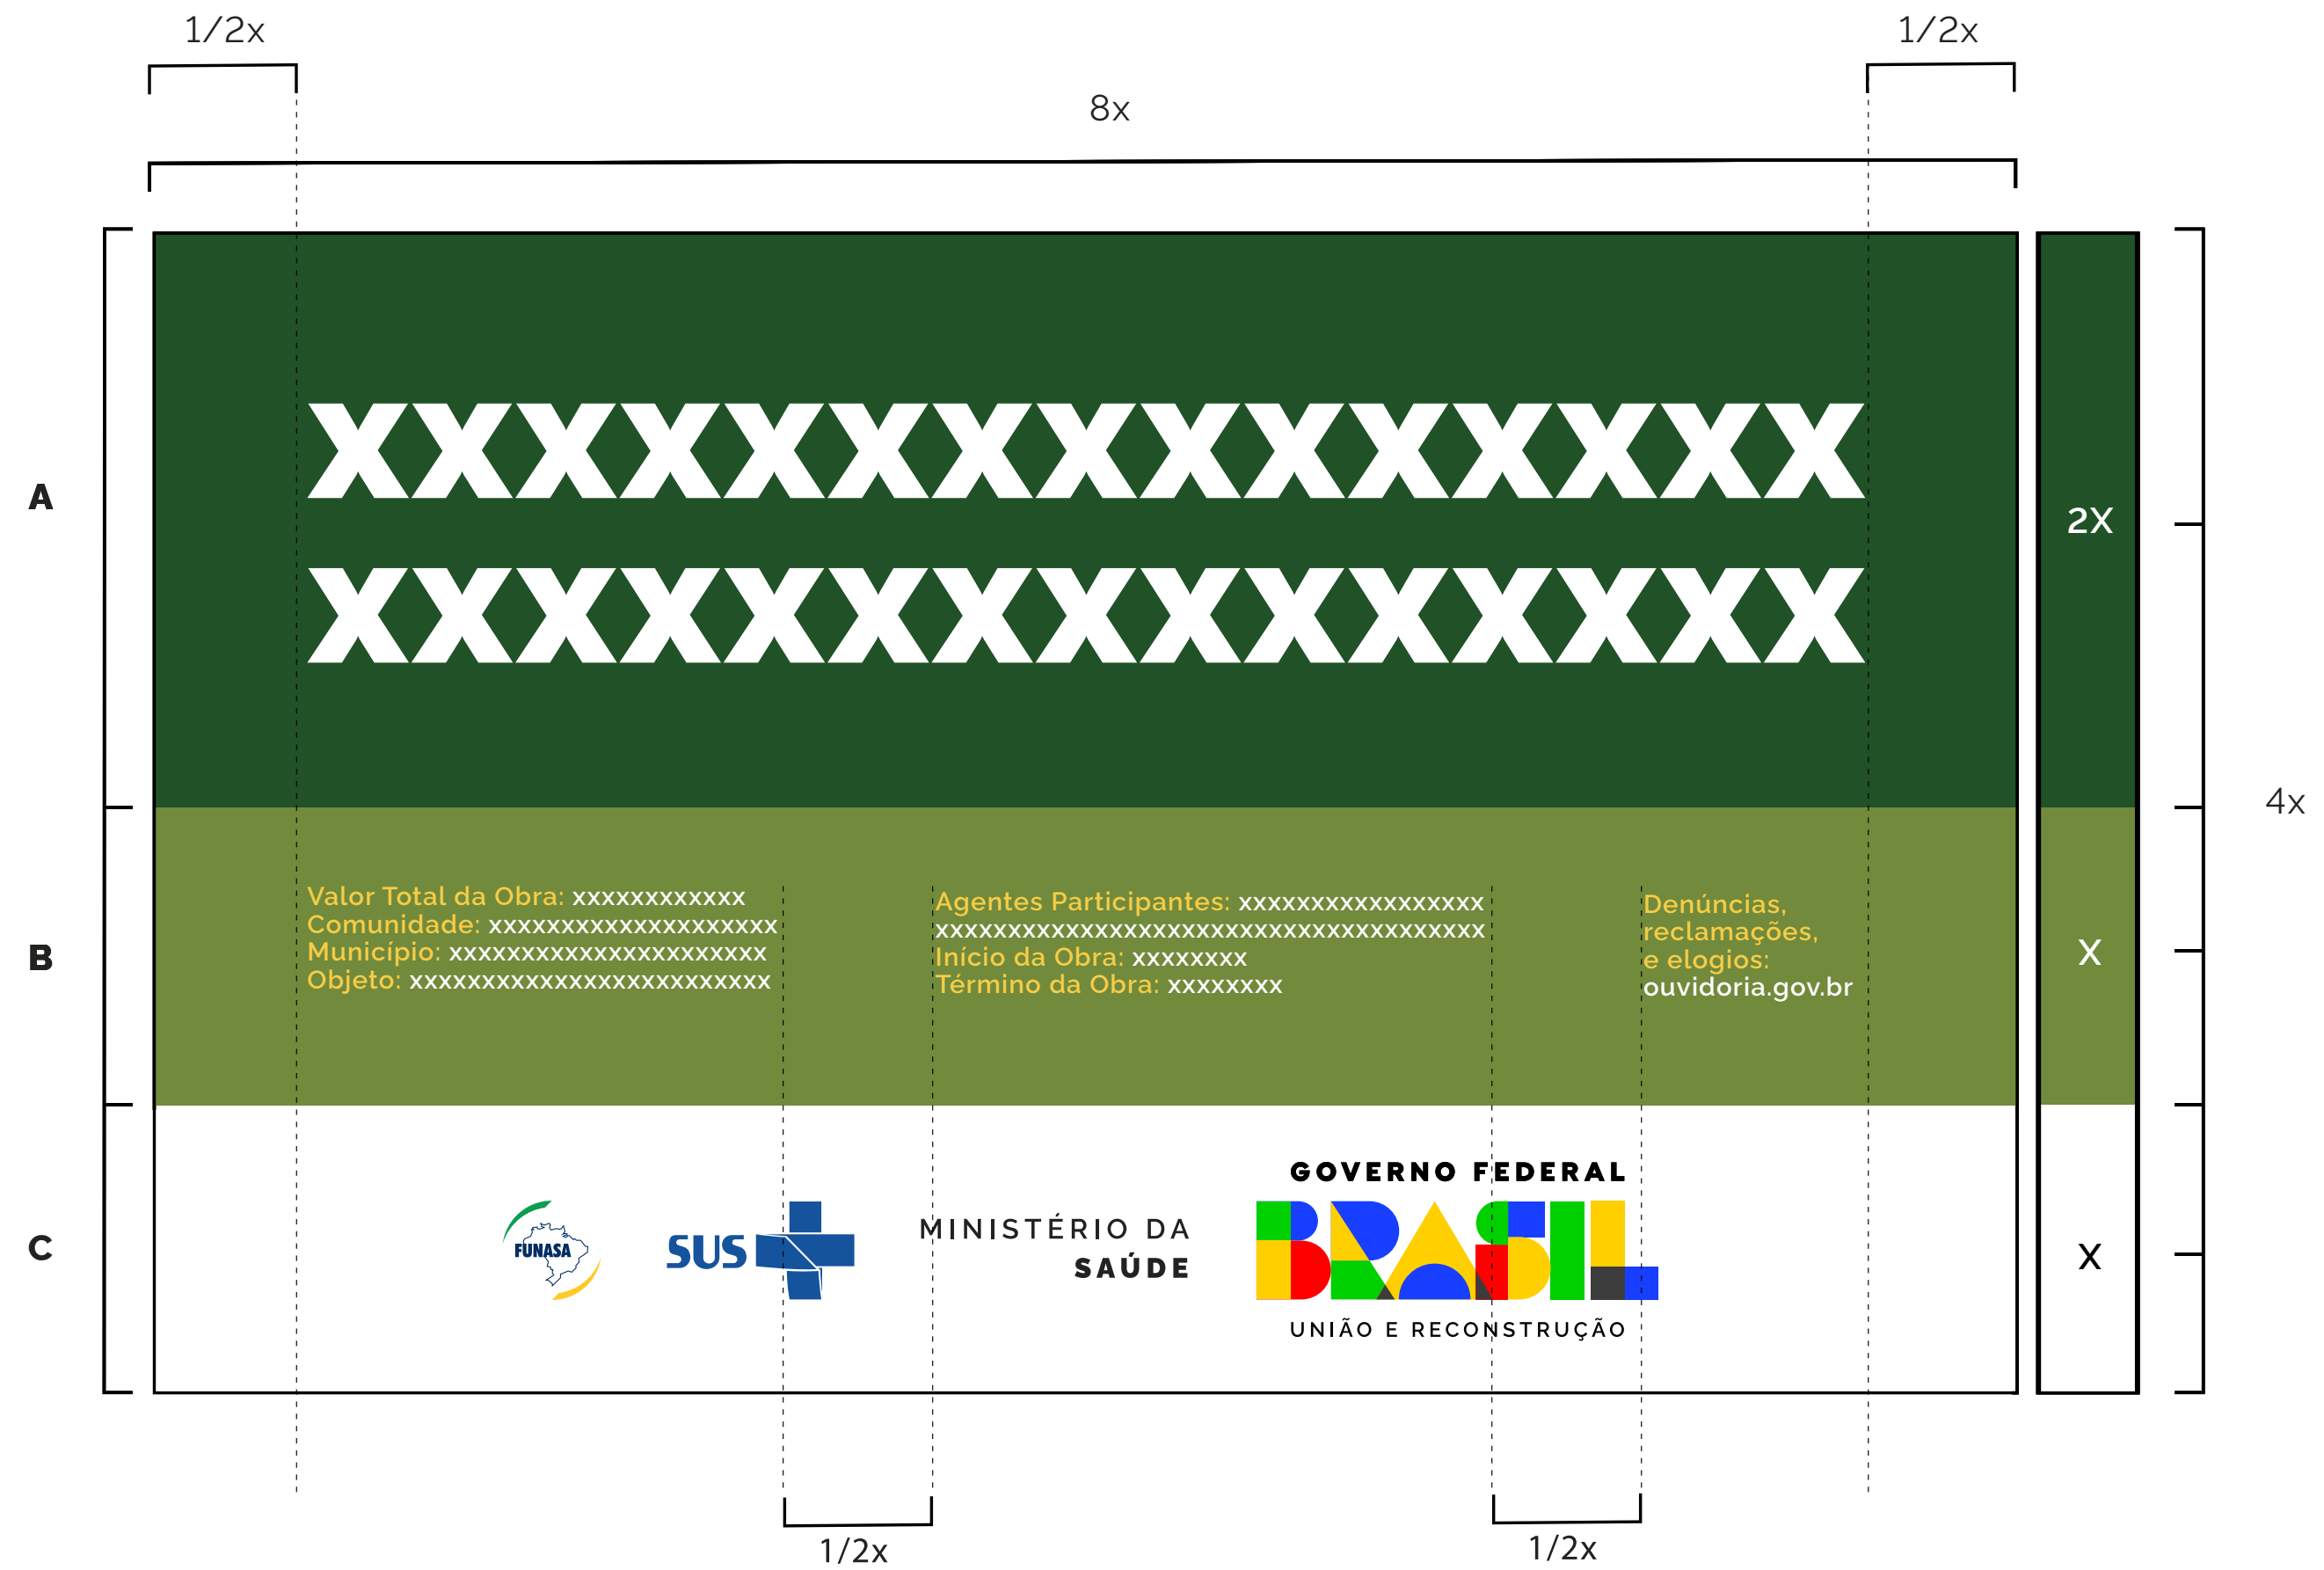 1/2x
1/2x
8x
A
XXXXXXXXXXXXXXX
XXXXXXXXXXXXXXX
2X
4x
B
Valor Total da Obra: xxxxxxxxxxxx
Comunidade: xxxxxxxxxxxxxxxxxxxx
Município: xxxxxxxxxxxxxxxxxxxxxx
Objeto: xxxxxxxxxxxxxxxxxxxxxxxxx
Agentes Participantes: xxxxxxxxxxxxxxxxx
xxxxxxxxxxxxxxxxxxxxxxxxxxxxxxxxxxxxxx
Início da Obra: xxxxxxxx
Término da Obra: xxxxxxxx
Denúncias,
reclamações,
e elogios:
ouvidoria.gov.br
X
C
FUNASA
SUS
MINISTÉRIO DA
SAÚDE
GOVERNO FEDERAL
BRASIL
UNIÃO E RECONSTRUÇÃO
X
1/2x
1/2x